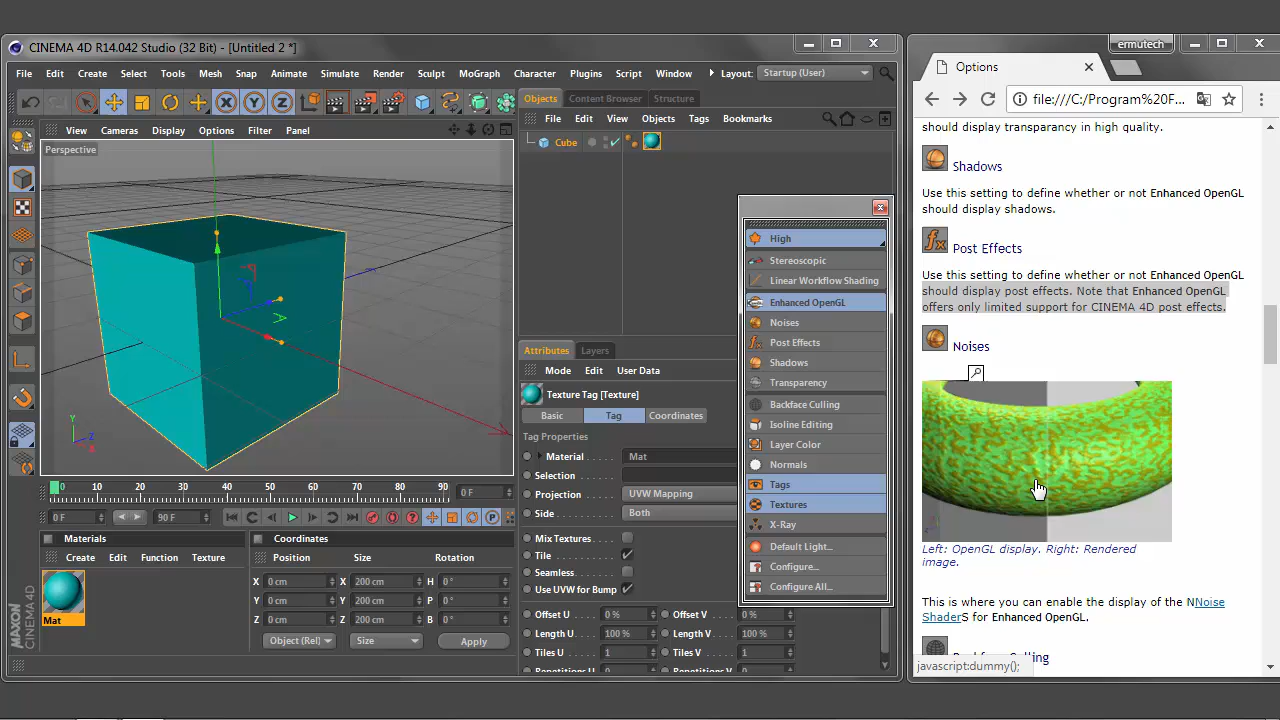 CINEMA 4D R14.042 Studio (32 Bit) - [Untitled 2 *]
File Edit Create Select Tools Mesh Snap Animate Simulate Render Sculpt MoGraph Character Plugins Script Window Layout: Startup (User)
X Y Z
Objects Content Browser Structure
View Cameras Display Options Filter Panel
File Edit View Objects Tags Bookmarks
Perspective
Cube
High
Stereoscopic
Linear Workflow Shading
Enhanced OpenGL
Noises
Post Effects
Shadows
Transparency
Backface Culling
Isoline Editing
Layer Color
Normals
Tags
Textures
X-Ray
Default Light...
Configure...
Configure All...
Y
Z
X
Attributes Layers
Mode Edit User Data
Texture Tag [Texture]
Basic Tag Coordinates
Tag Properties
Material Mat
Selection
Projection UVW Mapping
Side Both
Mix Textures
Tile
Seamless
Use UVW for Bump
Offset U 0 % Offset V 0 %
Length U 100 % Length V 100 %
Tiles U 1 Tiles V 1
Repetitions U 0 Repetitions V 0
0 10 20 30 40 50 60 70 80 90 0 F
0 F 90 F
P
Materials
Create Edit Function Texture
Mat
MAXON
CINEMA 4D
Coordinates
Position Size Rotation
X 0 cm X 200 cm H 0 °
Y 0 cm Y 200 cm P 0 °
Z 0 cm Z 200 cm B 0 °
Object (Rel) Size Apply
ermutech
Options
file:///C:/Program%20F...
should display transparency in high quality.
Shadows
Use this setting to define whether or not Enhanced OpenGL
should display shadows.
Post Effects
Use this setting to define whether or not Enhanced OpenGL
should display post effects. Note that Enhanced OpenGL
offers only limited support for CINEMA 4D post effects.
Noises
Left: OpenGL display. Right: Rendered
image.
This is where you can enable the display of the NNoise
ShaderS for Enhanced OpenGL.
javascript:dummy();